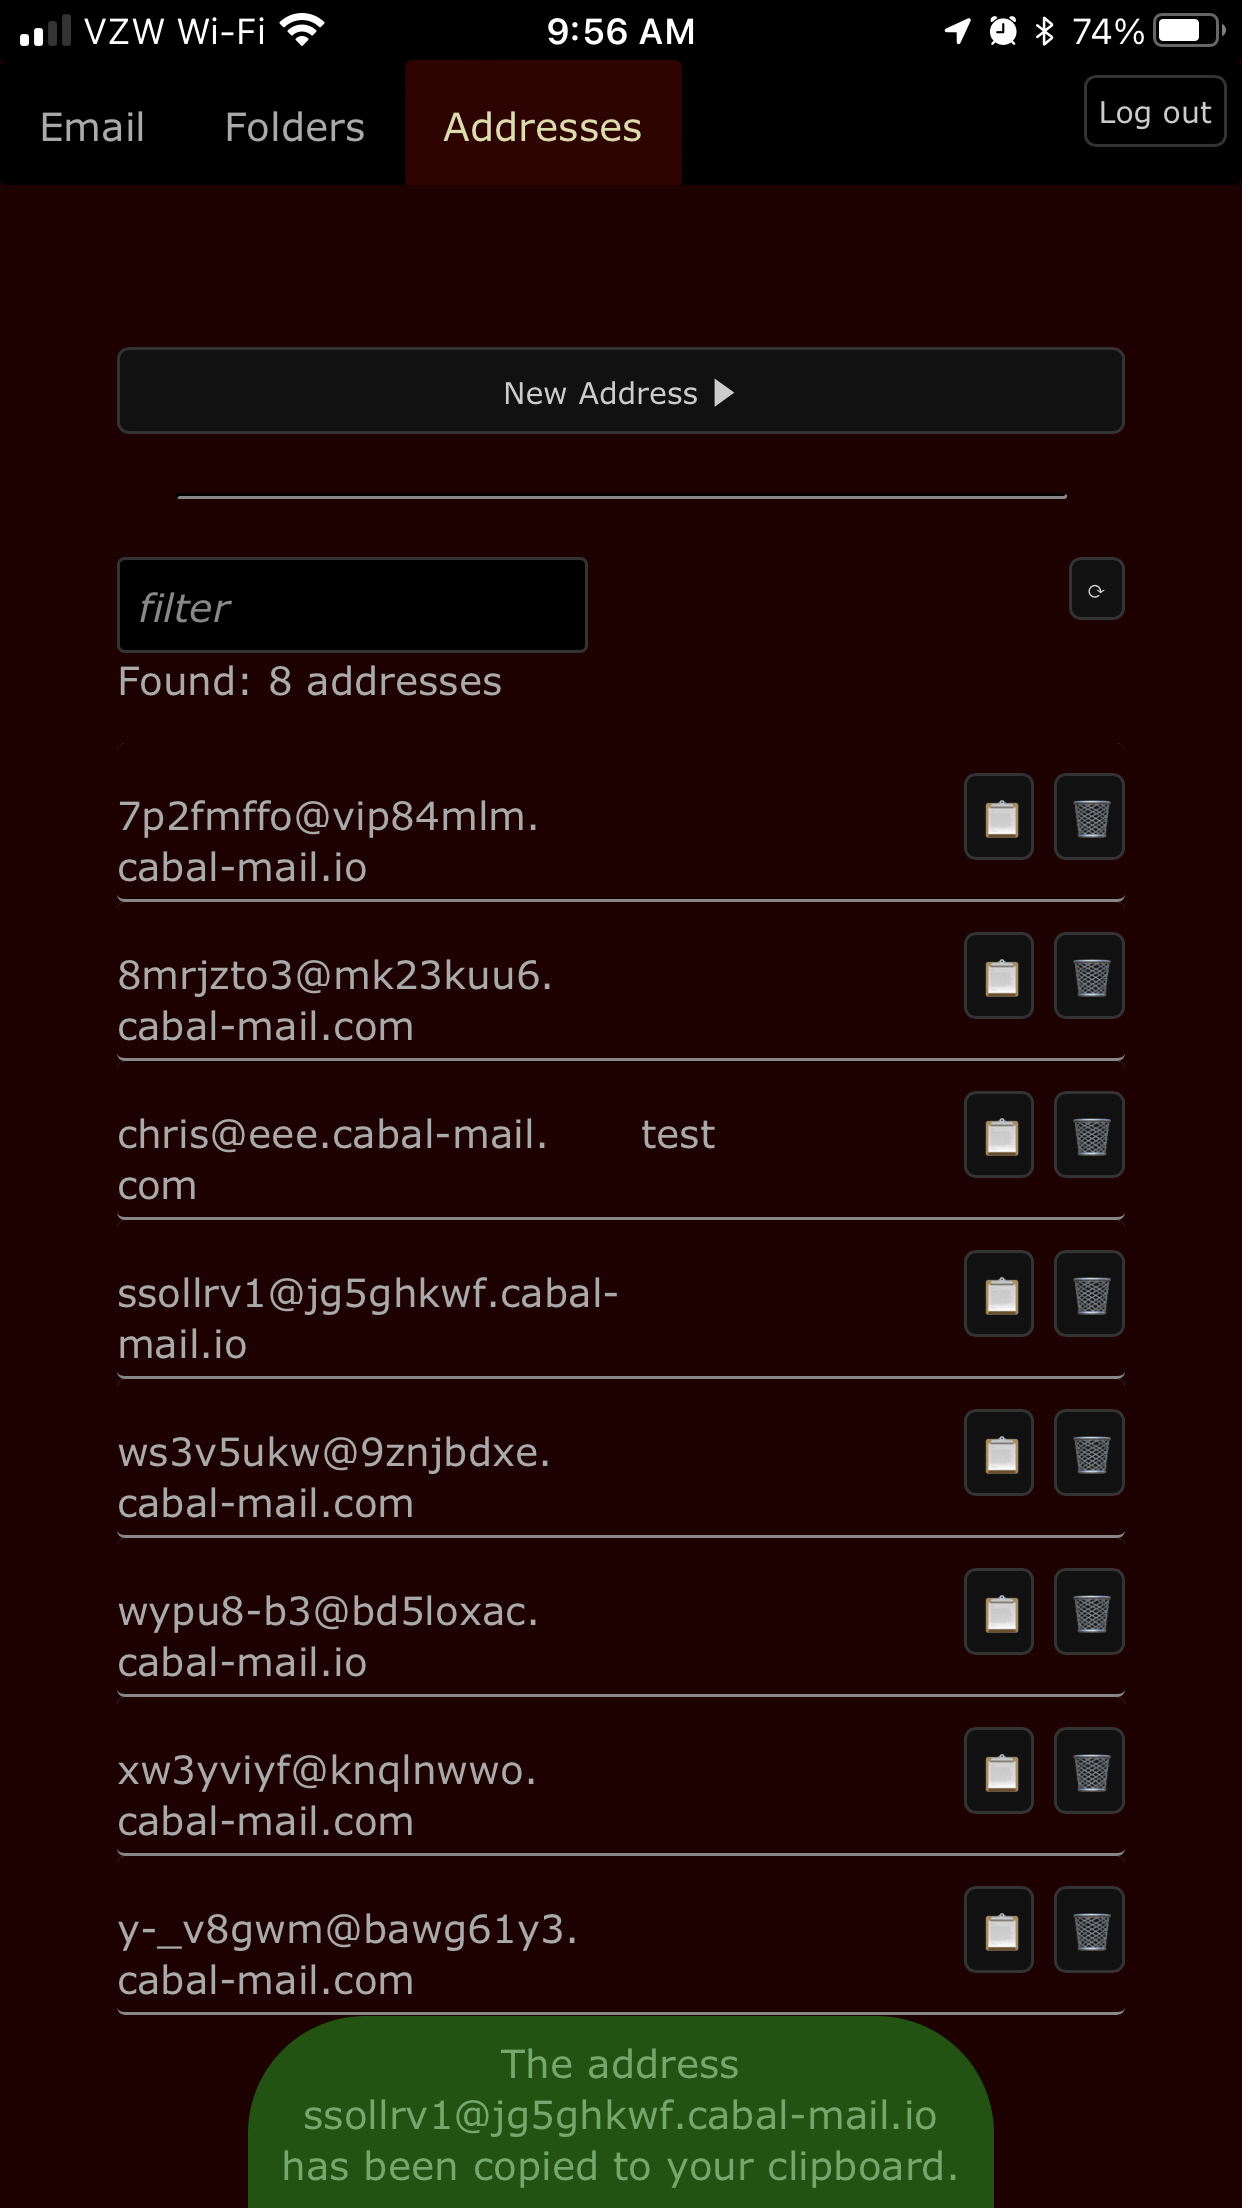 VZW Wi-Fi 9:56 AM 74%
Email Folders Addresses Log out
New Address
filter
Found: 8 addresses
7p2fmffo@vip84mlm.
cabal-mail.io
8mrjzto3@mk23kuu6.
cabal-mail.com
chris@eee.cabal-mail. test
com
ssollrv1@jg5ghkwf.cabal-
mail.io
ws3v5ukw@9znjbdxe.
cabal-mail.com
wypu8-b3@bd5loxac.
cabal-mail.io
xw3yviyf@knqlnwwo.
cabal-mail.com
y-_v8gwm@bawg61y3.
cabal-mail.com
The address
ssollrv1@jg5ghkwf.cabal-mail.io
has been copied to your clipboard.